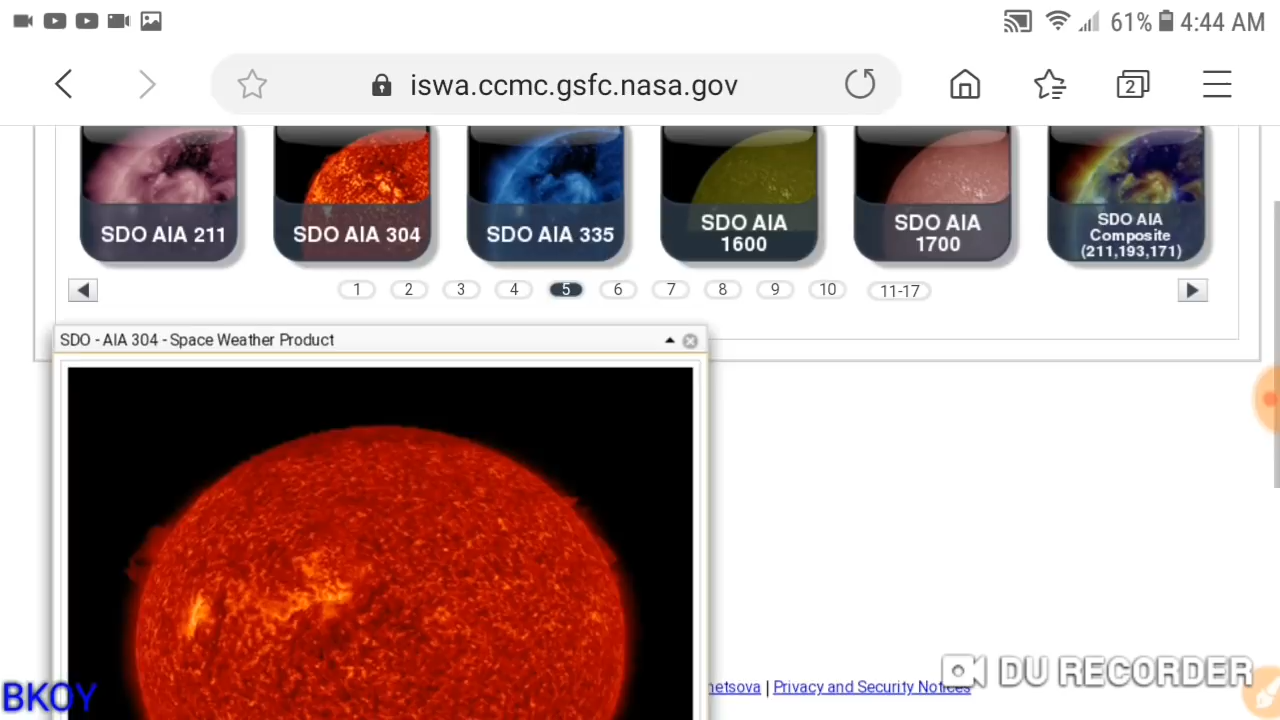 61% 4:44 AM
iswa.ccmc.gsfc.nasa.gov
2
SDO AIA 211
SDO AIA 304
SDO AIA 335
SDO AIA
1600
SDO AIA
1700
SDO AIA
Composite
(211,193,171)
1 2 3 4 5 6 7 8 9 10 11-17
SDO - AIA 304 - Space Weather Product
netsova | Privacy and Security Notices
DU RECORDER
BKOY